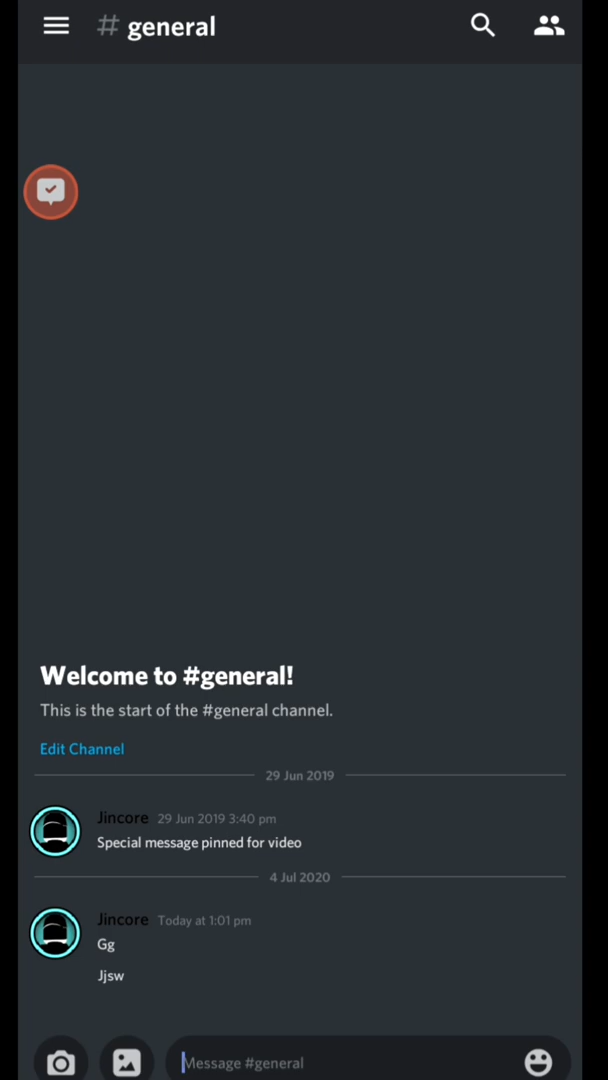 # general
Welcome to #general!
This is the start of the #general channel.
Edit Channel
29 Jun 2019
Jincore 29 Jun 2019 3:40 pm
Special message pinned for video
4 Jul 2020
Jincore Today at 1:01 pm
Gg
Jjsw
Message #general